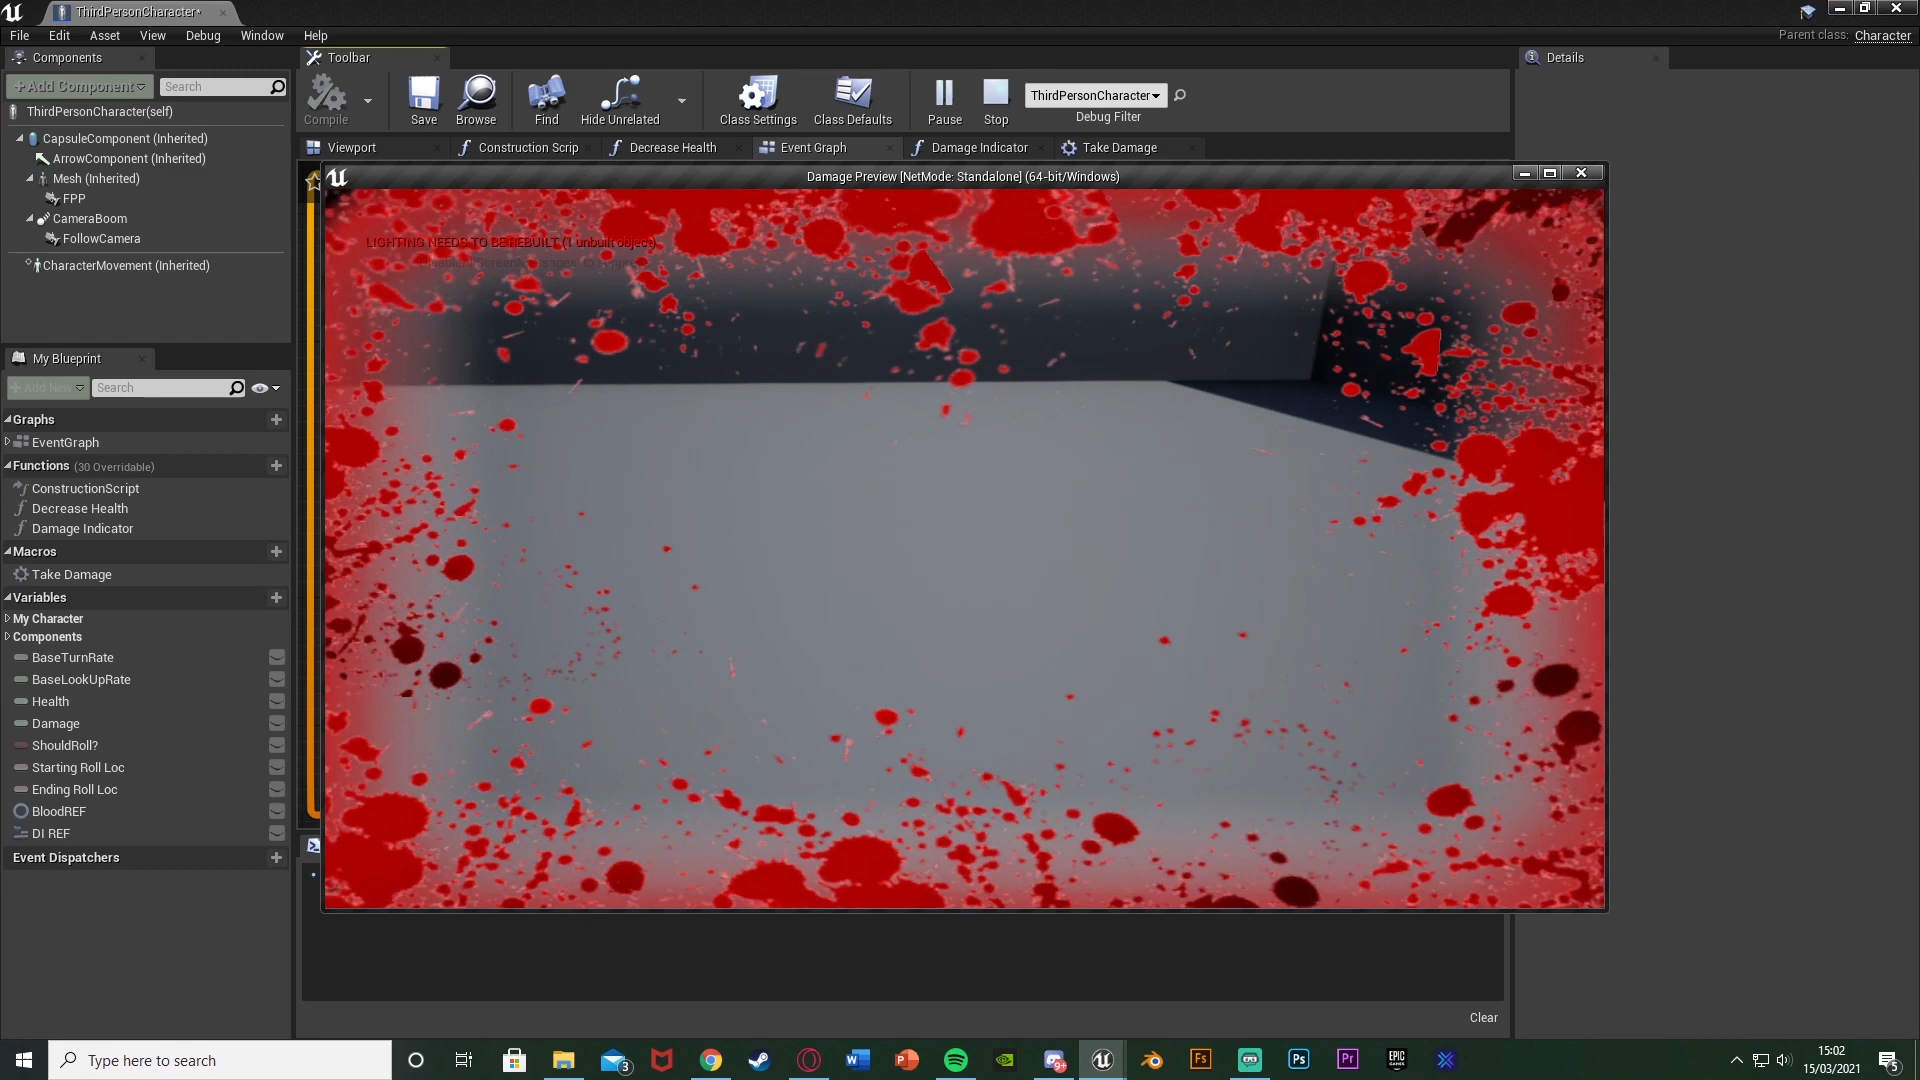 ThirdPersonCharacter*
File Edit Asset View Debug Window Help
Parent class: Character
Components
Toolbar
Details
+Add Component
Search
ThirdPersonCharacter(self)
CapsuleComponent (Inherited)
ArrowComponent (Inherited)
Mesh (Inherited)
FPP
CameraBoom
FollowCamera
CharacterMovement (Inherited)
Compile
Save
Browse
Find
Hide Unrelated
Class Settings
Class Defaults
Pause
Stop
ThirdPersonCharacter
Debug Filter
Viewport
Construction Scrip
Decrease Health
Event Graph
Damage Indicator
Take Damage
Damage Preview [NetMode: Standalone] (64-bit/Windows)
LIGHTING NEEDS TO BE REBUILT (1 unbuilt object)
My Blueprint
+Add New
Search
Graphs
EventGraph
Functions (30 Overridable)
ConstructionScript
Decrease Health
Damage Indicator
Macros
Take Damage
Variables
My Character
Components
BaseTurnRate
BaseLookUpRate
Health
Damage
ShouldRoll?
Starting Roll Loc
Ending Roll Loc
BloodREF
DI REF
Event Dispatchers
Clear
Type here to search
15:02
15/03/2021